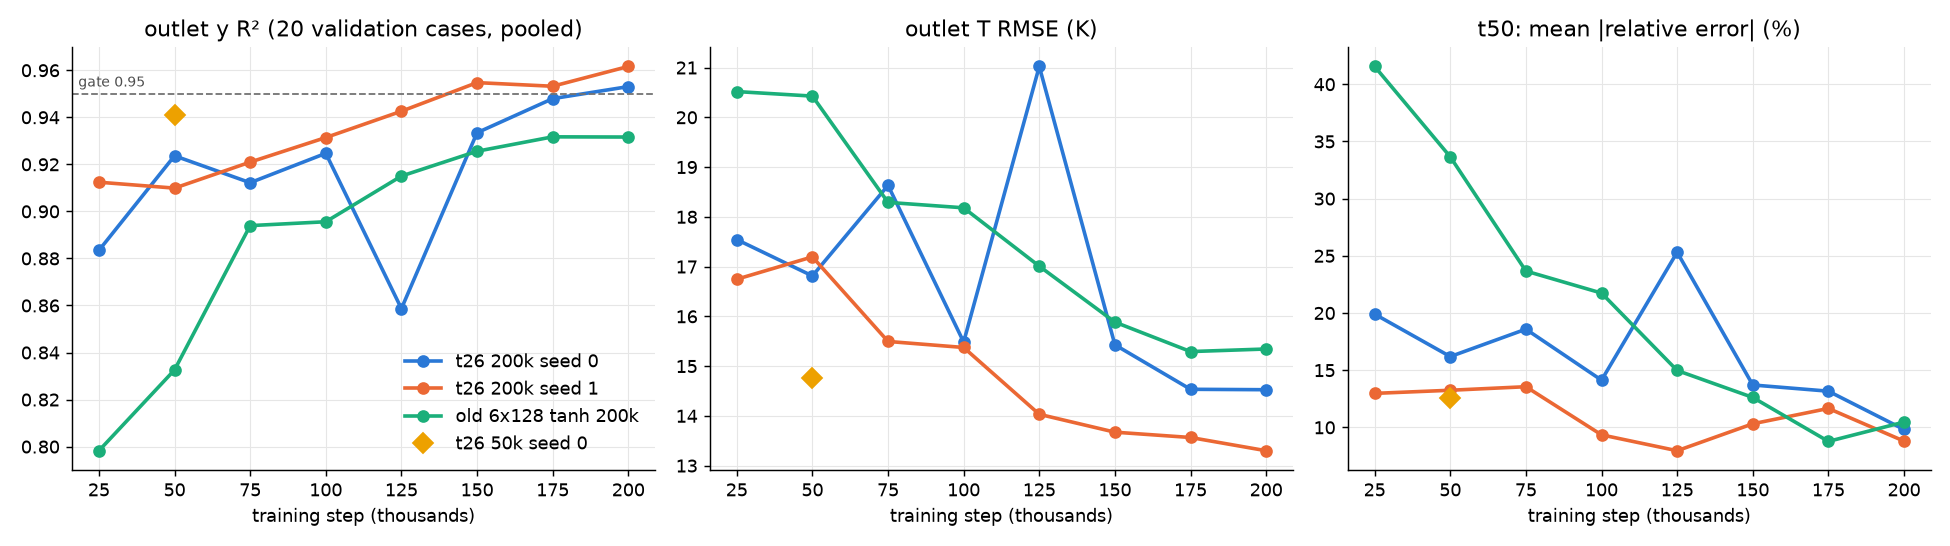 outlet y R² (20 validation cases, pooled)
0.96
0.94
0.92
0.90
0.88
0.86
0.84
0.82
0.80
gate 0.95
t26 200k seed 0
t26 200k seed 1
old 6x128 tanh 200k
t26 50k seed 0
25 50 75 100 125 150 175 200
training step (thousands)
outlet T RMSE (K)
21
20
19
18
17
16
15
14
13
25 50 75 100 125 150 175 200
training step (thousands)
t50: mean |relative error| (%)
40
35
30
25
20
15
10
25 50 75 100 125 150 175 200
training step (thousands)